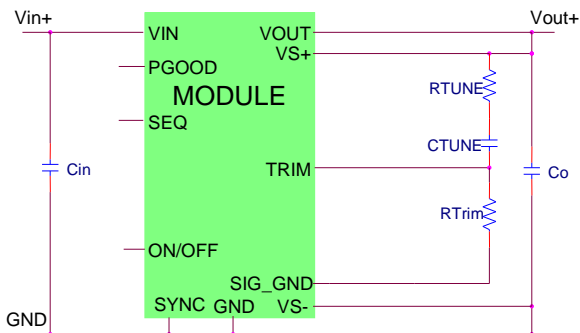 Vin+
Vout+
VIN
VOUT
VS+
PGOOD
RTUNE
MODULE
SEQ
CTUNE
TRIM
Cin
Co
RTrim
ON/OFF
SIG_GND
SYNC
GND
VS-
GND